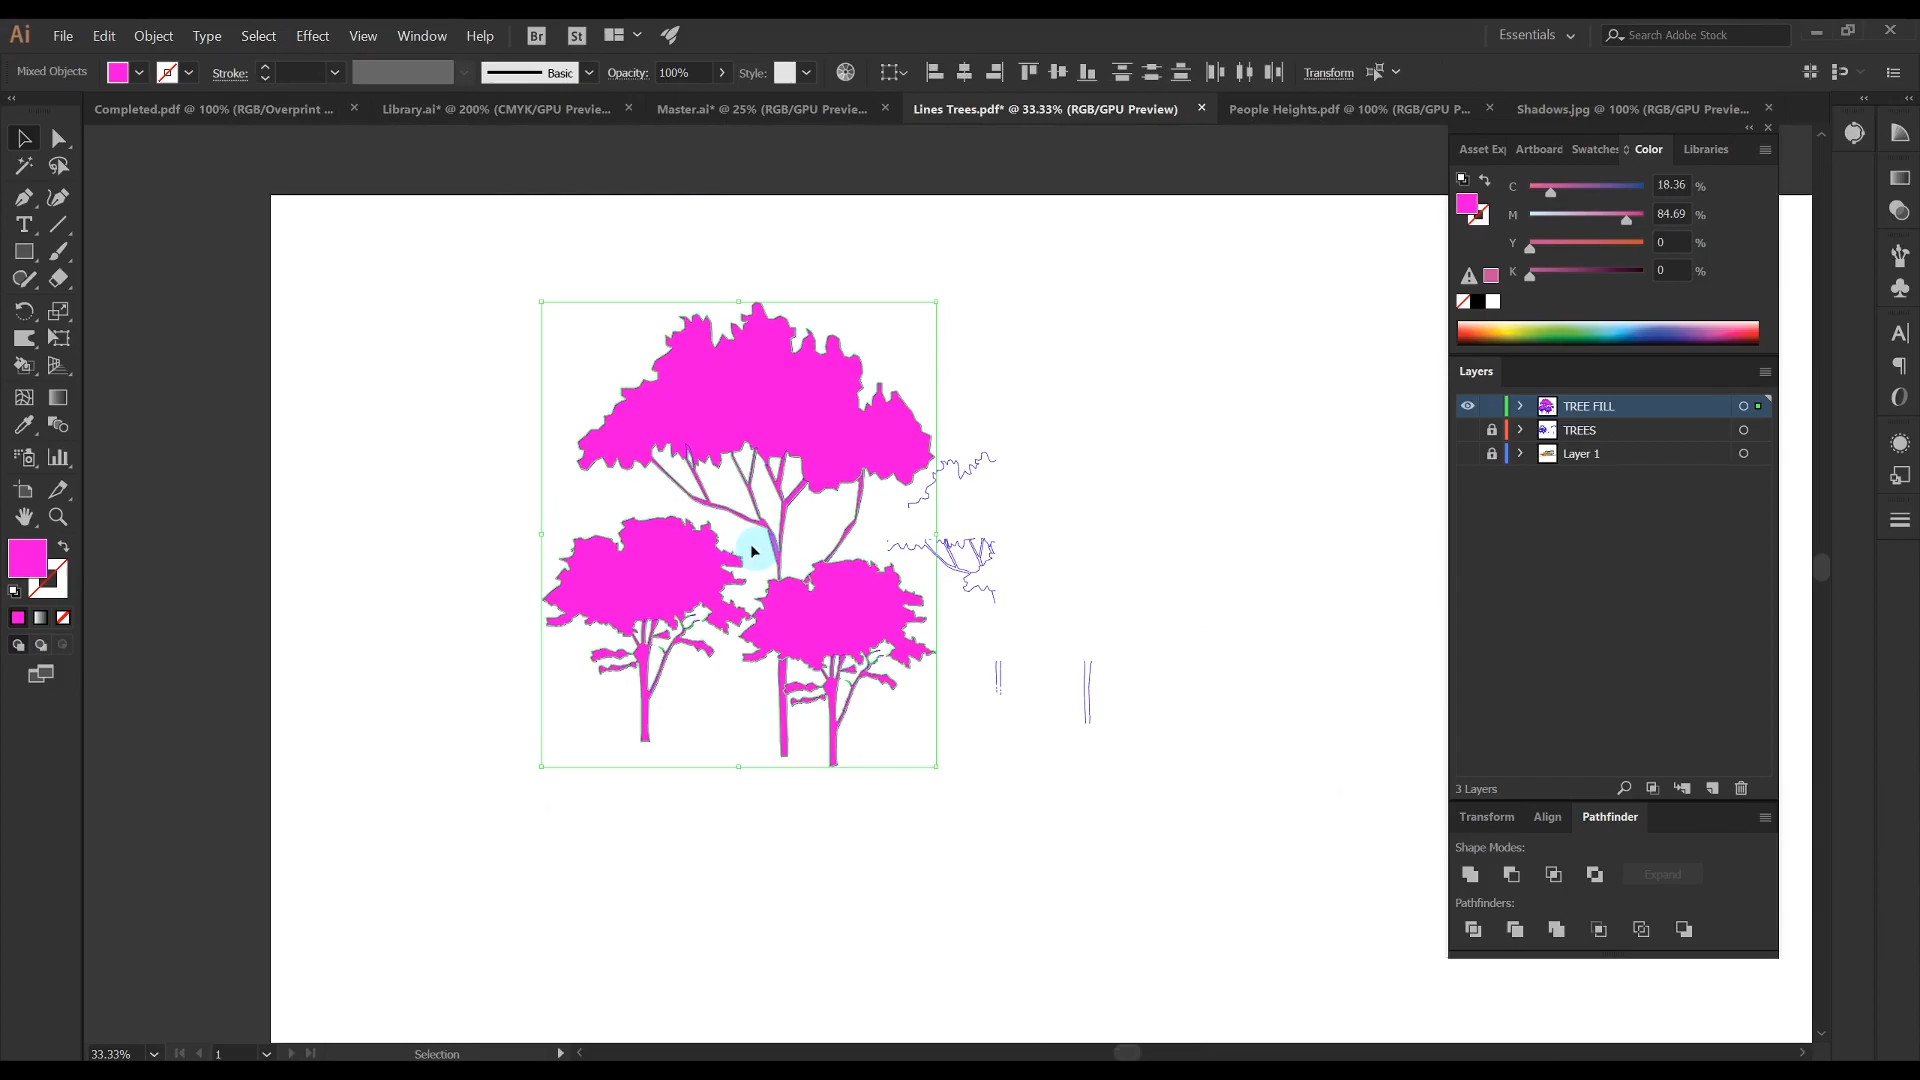 Ai File Edit Object Type Select Effect View Window Help Br St Essentials Search Adobe Stock
Mixed Objects Stroke: Basic Opacity: 100% Style: Transform
Completed.pdf @ 100% (RGB/Overprint ... Library.ai* @ 200% (CMYK/GPU Previe... Master.ai* @ 25% (RGB/GPU Previe... Lines Trees.pdf* @ 33.33% (RGB/GPU Preview) People Heights.pdf @ 100% (RGB/GPU P... Shadows.jpg @ 100% (RGB/GPU Preview...
Asset Exp Artboard Swatches Color Libraries
C 18.36 %
M 84.69 %
Y 0 %
K 0 %
Layers
TREE FILL
TREES
Layer 1
3 Layers
Transform Align Pathfinder
Shape Modes:
Expand
Pathfinders:
33.33% 1 Selection